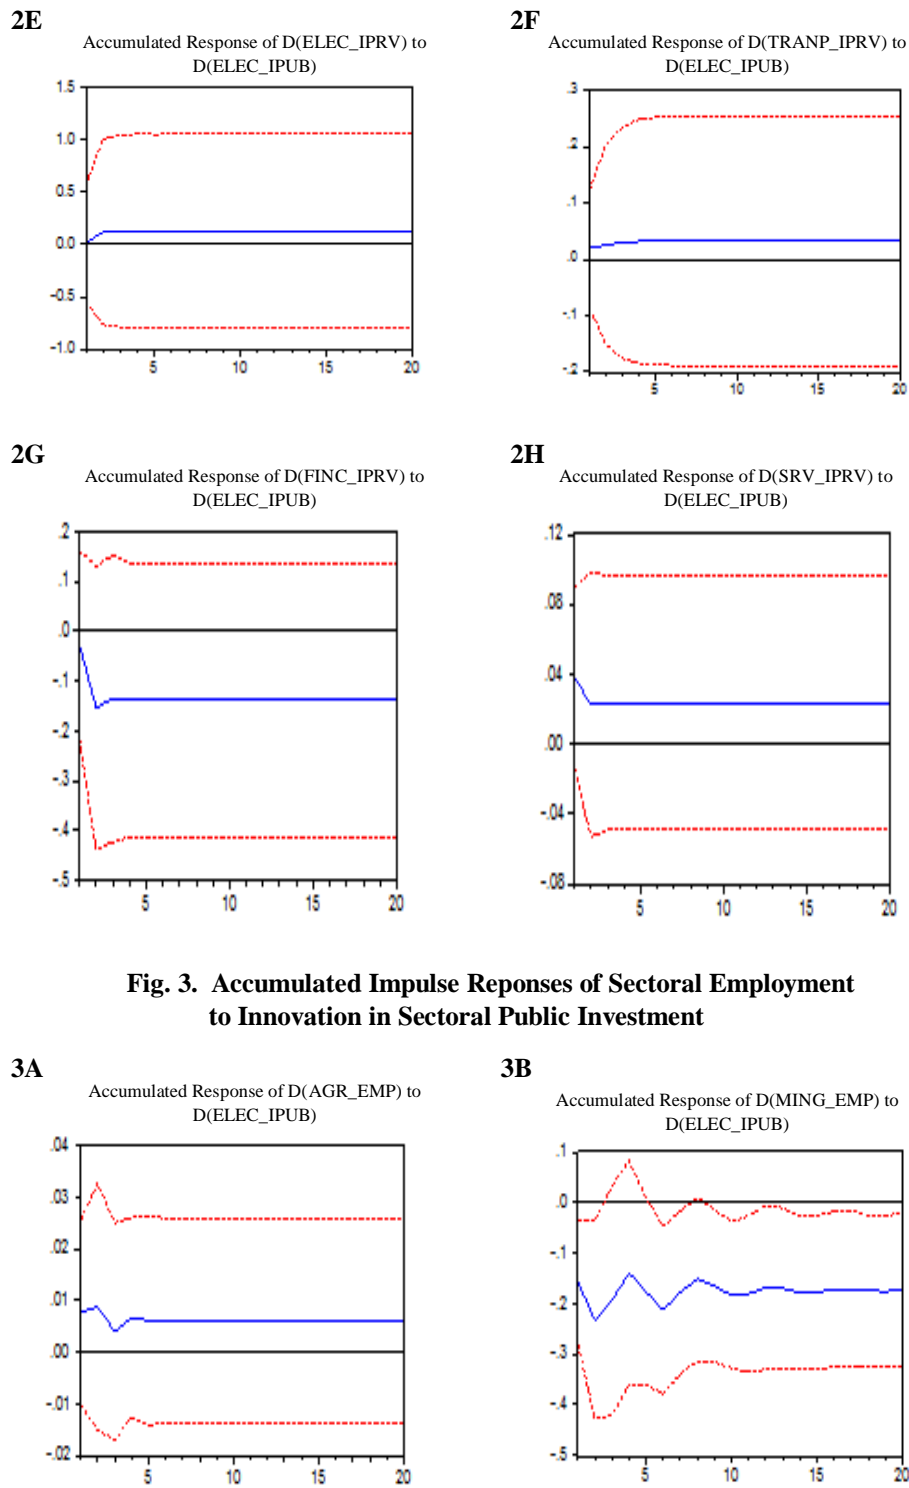 2E
Accumulated Response of D(ELEC_IPRV) to
D(ELEC_IPUB)
1.5
1.0
0.5
0.0
-0.5
-1.0
5 10 15 20
2F
Accumulated Response of D(TRANP_IPRV) to
D(ELEC_IPUB)
.3
.2
.1
.0
-.1
-.2
5 10 15 20
2G
Accumulated Response of D(FINC_IPRV) to
D(ELEC_IPUB)
.2
.1
.0
-.1
-.2
-.3
-.4
-.5
5 10 15 20
2H
Accumulated Response of D(SRV_IPRV) to
D(ELEC_IPUB)
.12
.08
.04
.00
-.04
-.08
5 10 15 20
Fig. 3. Accumulated Impulse Reponses of Sectoral Employment
to Innovation in Sectoral Public Investment
3A
Accumulated Response of D(AGR_EMP) to
D(ELEC_IPUB)
.04
.03
.02
.01
.00
-.01
-.02
5 10 15 20
3B
Accumulated Response of D(MING_EMP) to
D(ELEC_IPUB)
.1
.0
-.1
-.2
-.3
-.4
-.5
5 10 15 20